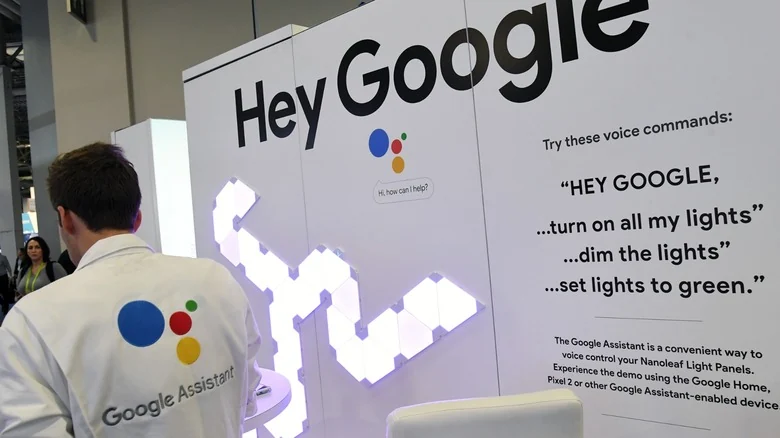 Hey Google
Hi, how can I help?
Try these voice commands:
“HEY GOOGLE,
...turn on all my lights”
...dim the lights”
...set lights to green.”
The Google Assistant is a convenient way to
voice control your Nanoleaf Light Panels.
Experience the demo using the Google Home,
Pixel 2 or other Google Assistant-enabled device
Google Assistant